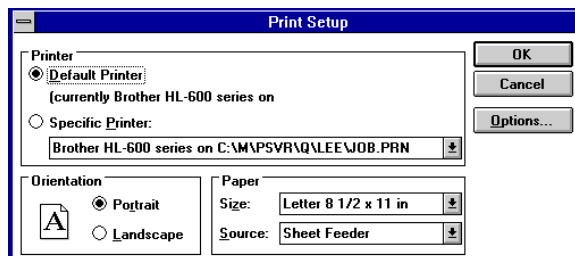 Print Setup
Printer
Default Printer
(currently Brother HL-600 series on
Specific Printer:
Brother HL-600 series on C:\M\PSVR\Q\LEE\JOB.PRN
OK
Cancel
Options...
Orientation
A
Portrait
Landscape
Paper
Size: Letter 8 1/2 x 11 in
Source: Sheet Feeder